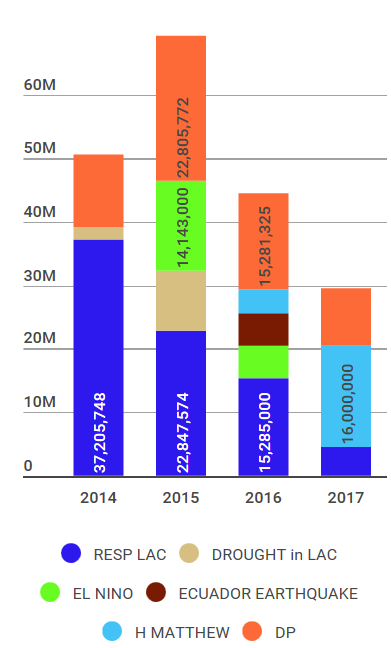 60M
50M
40M
30M
20M
10M
0
37,205,748
22,847,574
14,143,000
22,805,772
15,285,000
15,281,325
16,000,000
2014 2015 2016 2017
RESP LAC DROUGHT in LAC
EL NINO ECUADOR EARTHQUAKE
H MATTHEW DP